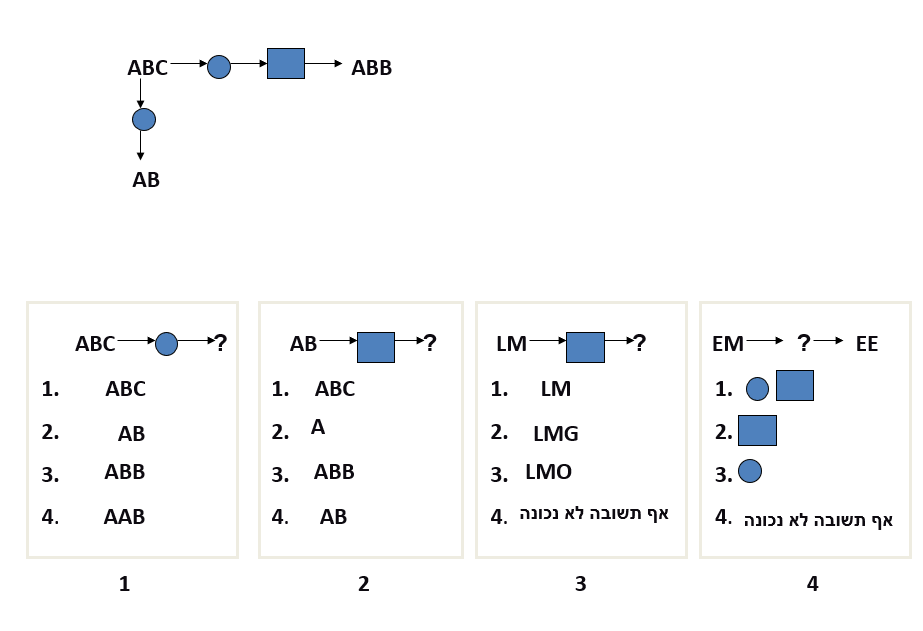 ABC ABB
AB
ABC ?
1. ABC
2. AB
3. ABB
4. AAB
1
AB ?
1. ABC
2. A
3. ABB
4. AB
2
LM ?
1. LM
2. LMG
3. LMO
4. אף תשובה לא נכונה
3
EM ? EE
1.
2.
3.
4. אף תשובה לא נכונה
4